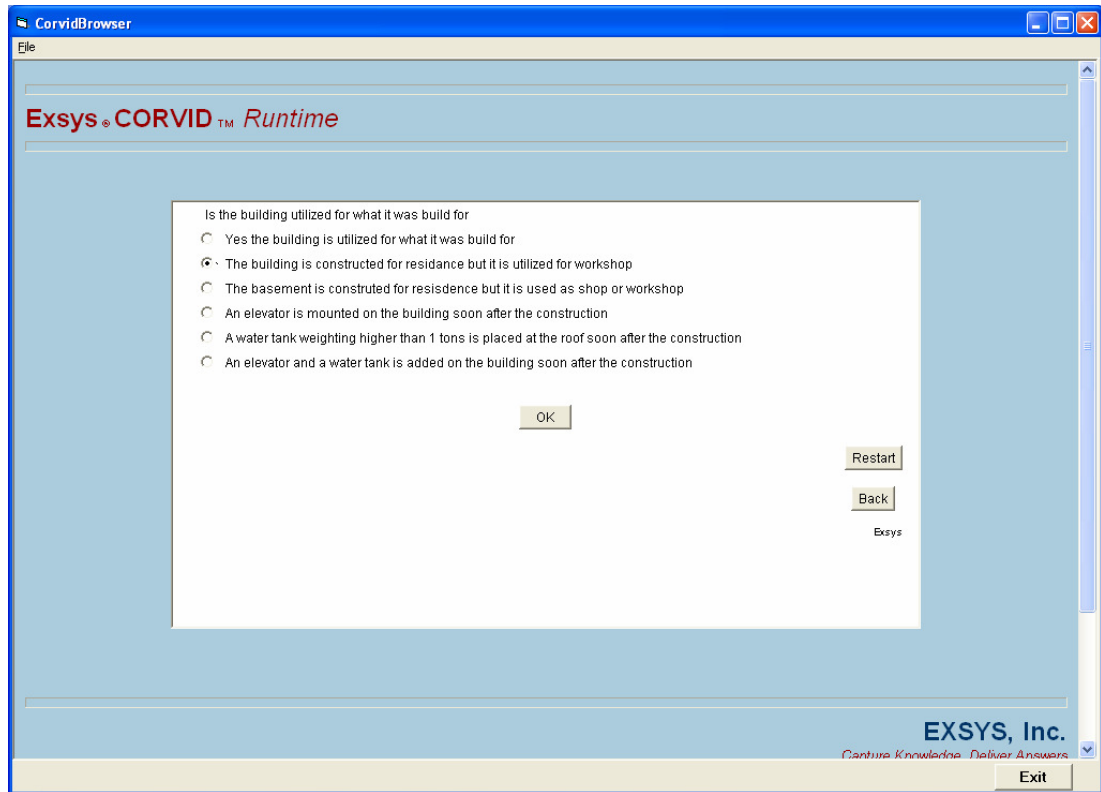 CorvidBrowser
File
Exsys ® CORVID TM Runtime
Is the building utilized for what it was build for
Yes the building is utilized for what it was build for
The building is constructed for residance but it is utilized for workshop
The basement is construted for resisdence but it is used as shop or workshop
An elevator is mounted on the building soon after the construction
A water tank weighting higher than 1 tons is placed at the roof soon after the construction
An elevator and a water tank is added on the building soon after the construction
OK
Restart
Back
Exsys
EXSYS, Inc.
Capture Knowledge Deliver Answers
Exit